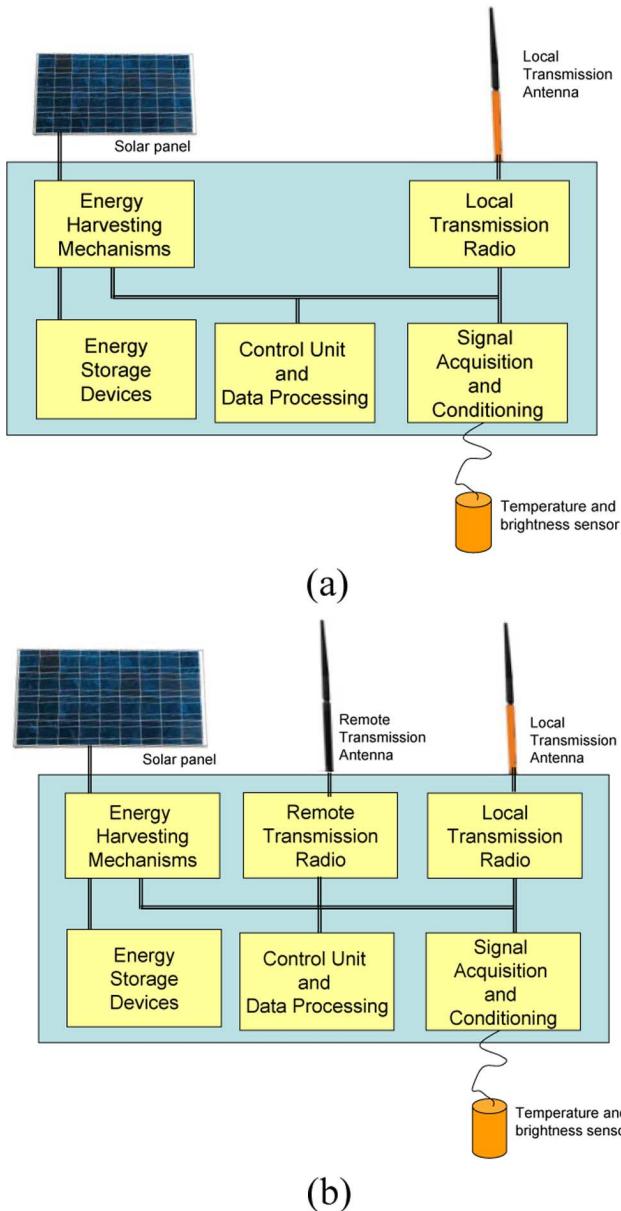 Local
Transmission
Antenna
Solar panel
Energy
Harvesting
Mechanisms
Local
Transmission
Radio
Energy
Storage
Devices
Control Unit
and
Data Processing
Signal
Acquisition
and
Conditioning
Temperature and
brightness sensor
(a)
Remote
Transmission
Antenna
Local
Transmission
Antenna
Solar panel
Energy
Harvesting
Mechanisms
Remote
Transmission
Radio
Local
Transmission
Radio
Energy
Storage
Devices
Control Unit
and
Data Processing
Signal
Acquisition
and
Conditioning
Temperature and
brightness senso
(b)